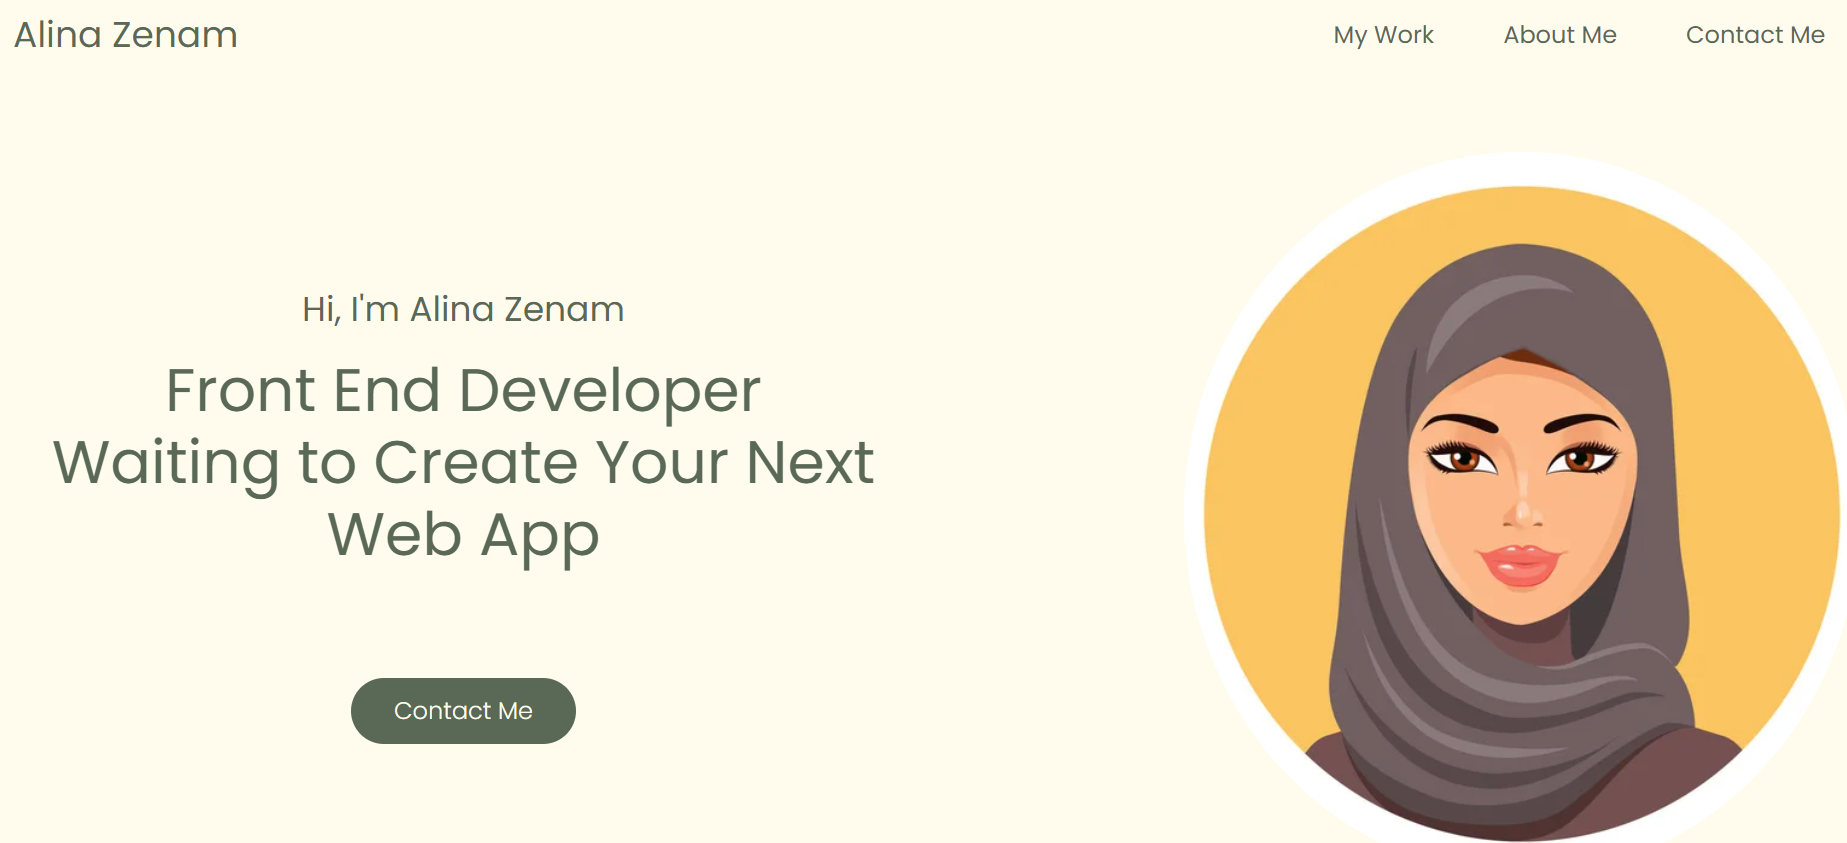 Alina Zenam
My Work
About Me
Contact Me
Hi, I'm Alina Zenam
Front End Developer
Waiting to Create Your Next
Web App
Contact Me